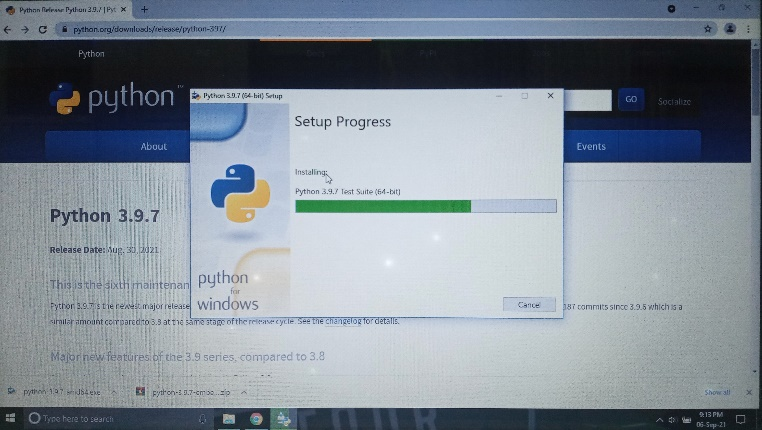 Python Release Python 3.9.7 | Pyt
python.org/downloads/release/python-397/
Python
python
GO
Socialize
About
Events
Python 3.9.7 (64-bit) Setup
Setup Progress
Installing:
Python 3.9.7 Test Suite (64-bit)
python
for
windows
Cancel
Python 3.9.7
Release Date: Aug. 30, 2021
This is the sixth maintenan
Python 3.9.7 is the newest major release
187 commits since 3.9.6 which is a
similar amount compared to 3.8 at the same stage of the release cycle. See the changelog for details.
Major new features of the 3.9 series, compared to 3.8
python-3.9.7-amd64.exe
python-3.9.7-embe...zip
Show all
Type here to search
9:13 PM
06-Sep-21